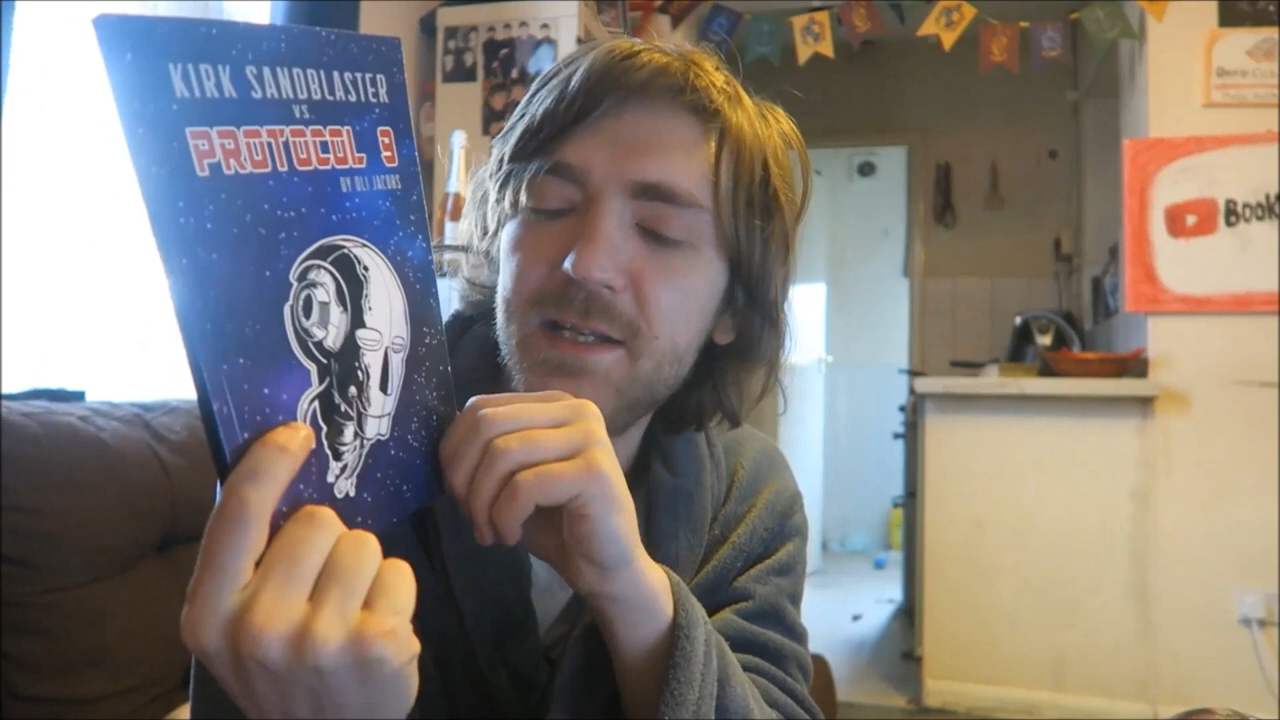 KIRK SANDBLASTER
VS.
PROTOCOL 9
BY OLI JACOBS
Book